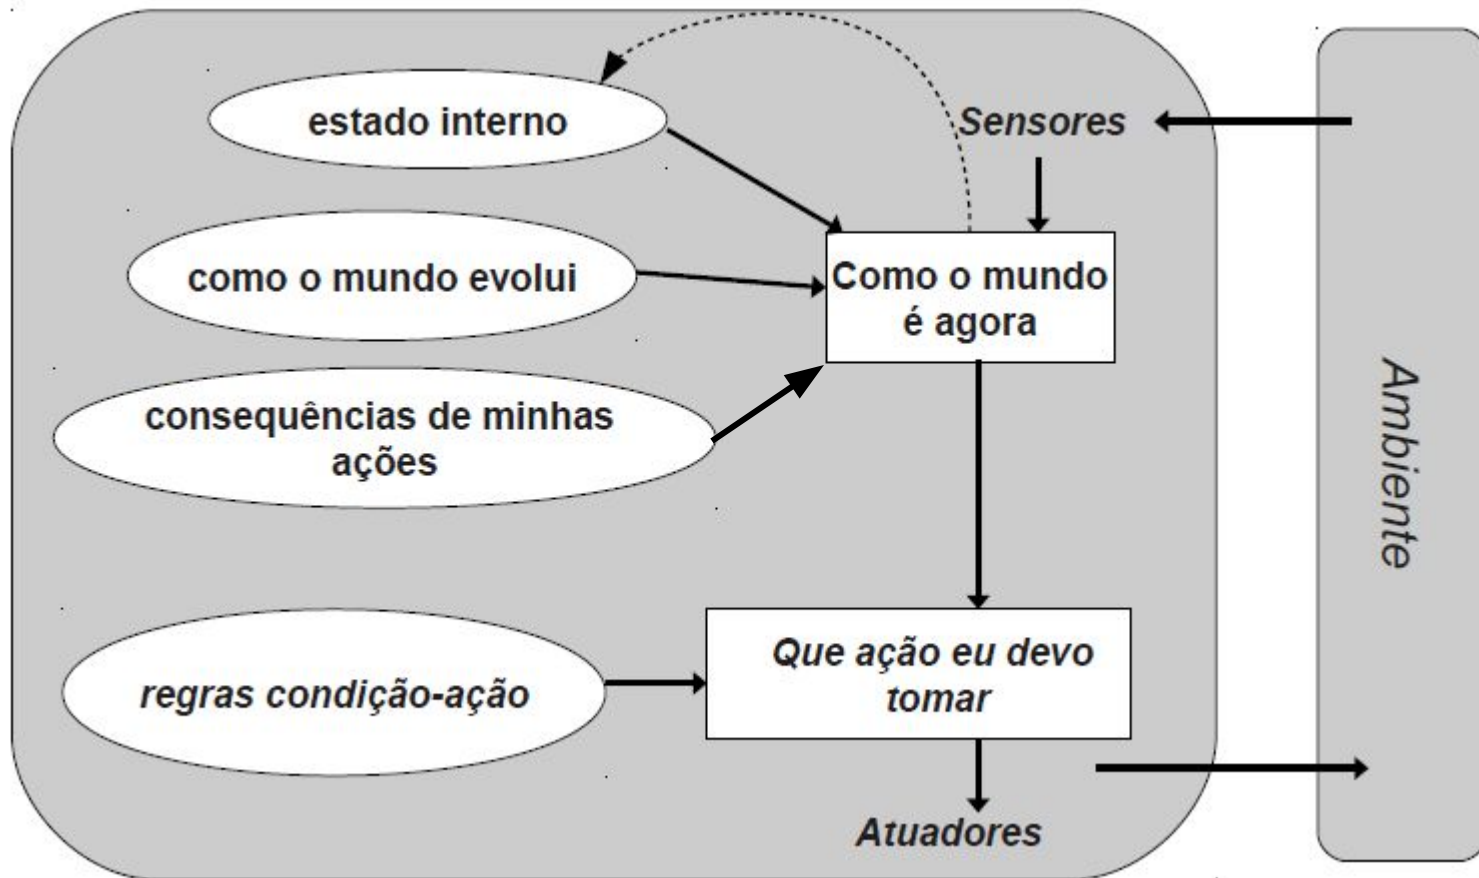 estado interno
Sensores
como o mundo evolui
Como o mundo
é agora
consequências de minhas
ações
Ambiente
regras condição-ação
Que ação eu devo
tomar
Atuadores